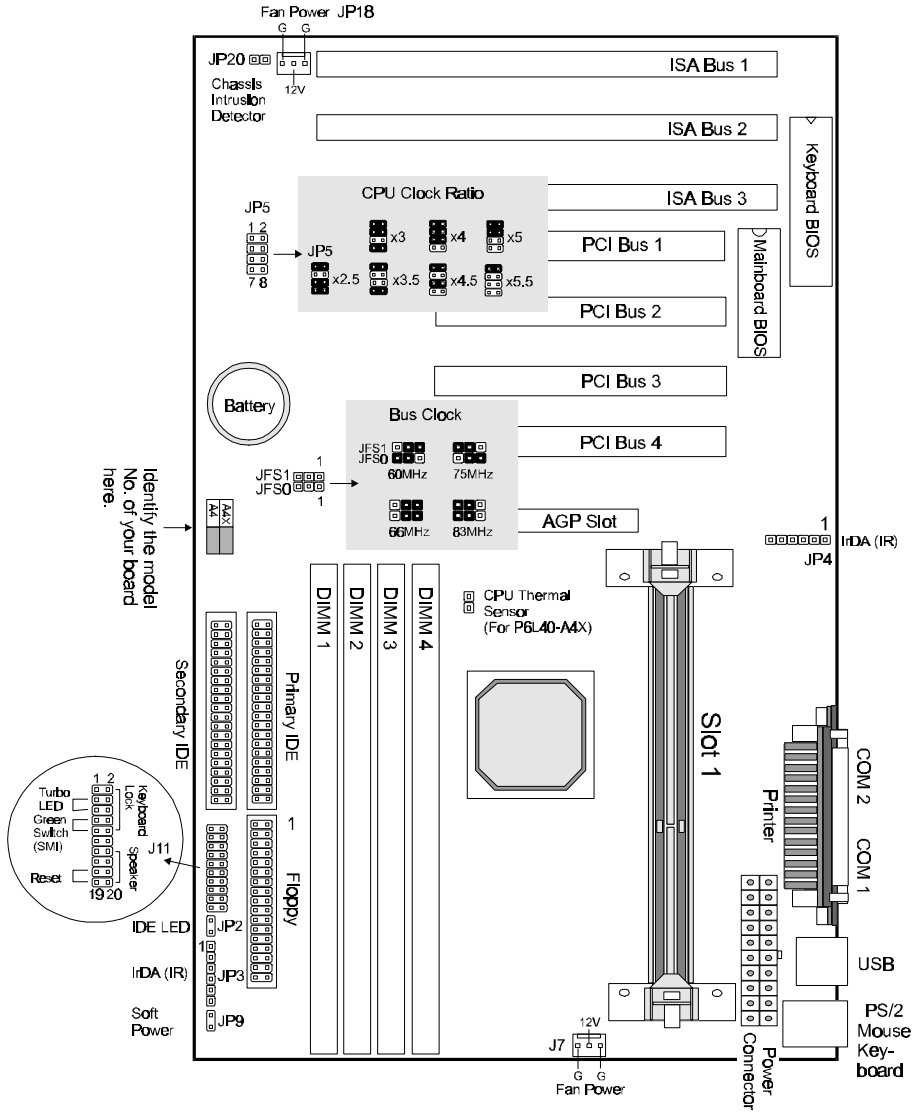 Fan Power JP18
G G
JP20
12V
Chassis
Intrusion
Detector
ISA Bus 1
ISA Bus 2
Keyboard BIOS
CPU Clock Ratio
ISA Bus 3
JP5
1 2
7 8
JP5
x3
x4
x5
x2.5
x3.5
x4.5
x5.5
PCI Bus 1
Mainboard BIOS
PCI Bus 2
PCI Bus 3
Battery
Bus Clock
JFS1
JFS0
60MHz
75MHz
66MHz
83MHz
1
JFS1
JFS0
1
PCI Bus 4
Identify the model
No. of your board
here.
A4
A4X
AGP Slot
1
IrDA (IR)
JP4
DIMM 1
DIMM 2
DIMM 3
DIMM 4
CPU Thermal
Sensor
(For P6L40-A4X)
Secondary IDE
Primary IDE
Slot 1
COM 2
COM 1
Printer
1 2
Turbo
LED
Green
Switch
(SMI)
Reset
Keyboard
Lock
Speaker
19 20
J11
1
Floppy
IDE LED
JP2
1
IrDA (IR)
JP3
Soft
Power
JP9
USB
PS/2
Mouse
Key-
board
Power
Connector
12V
J7
G G
Fan Power